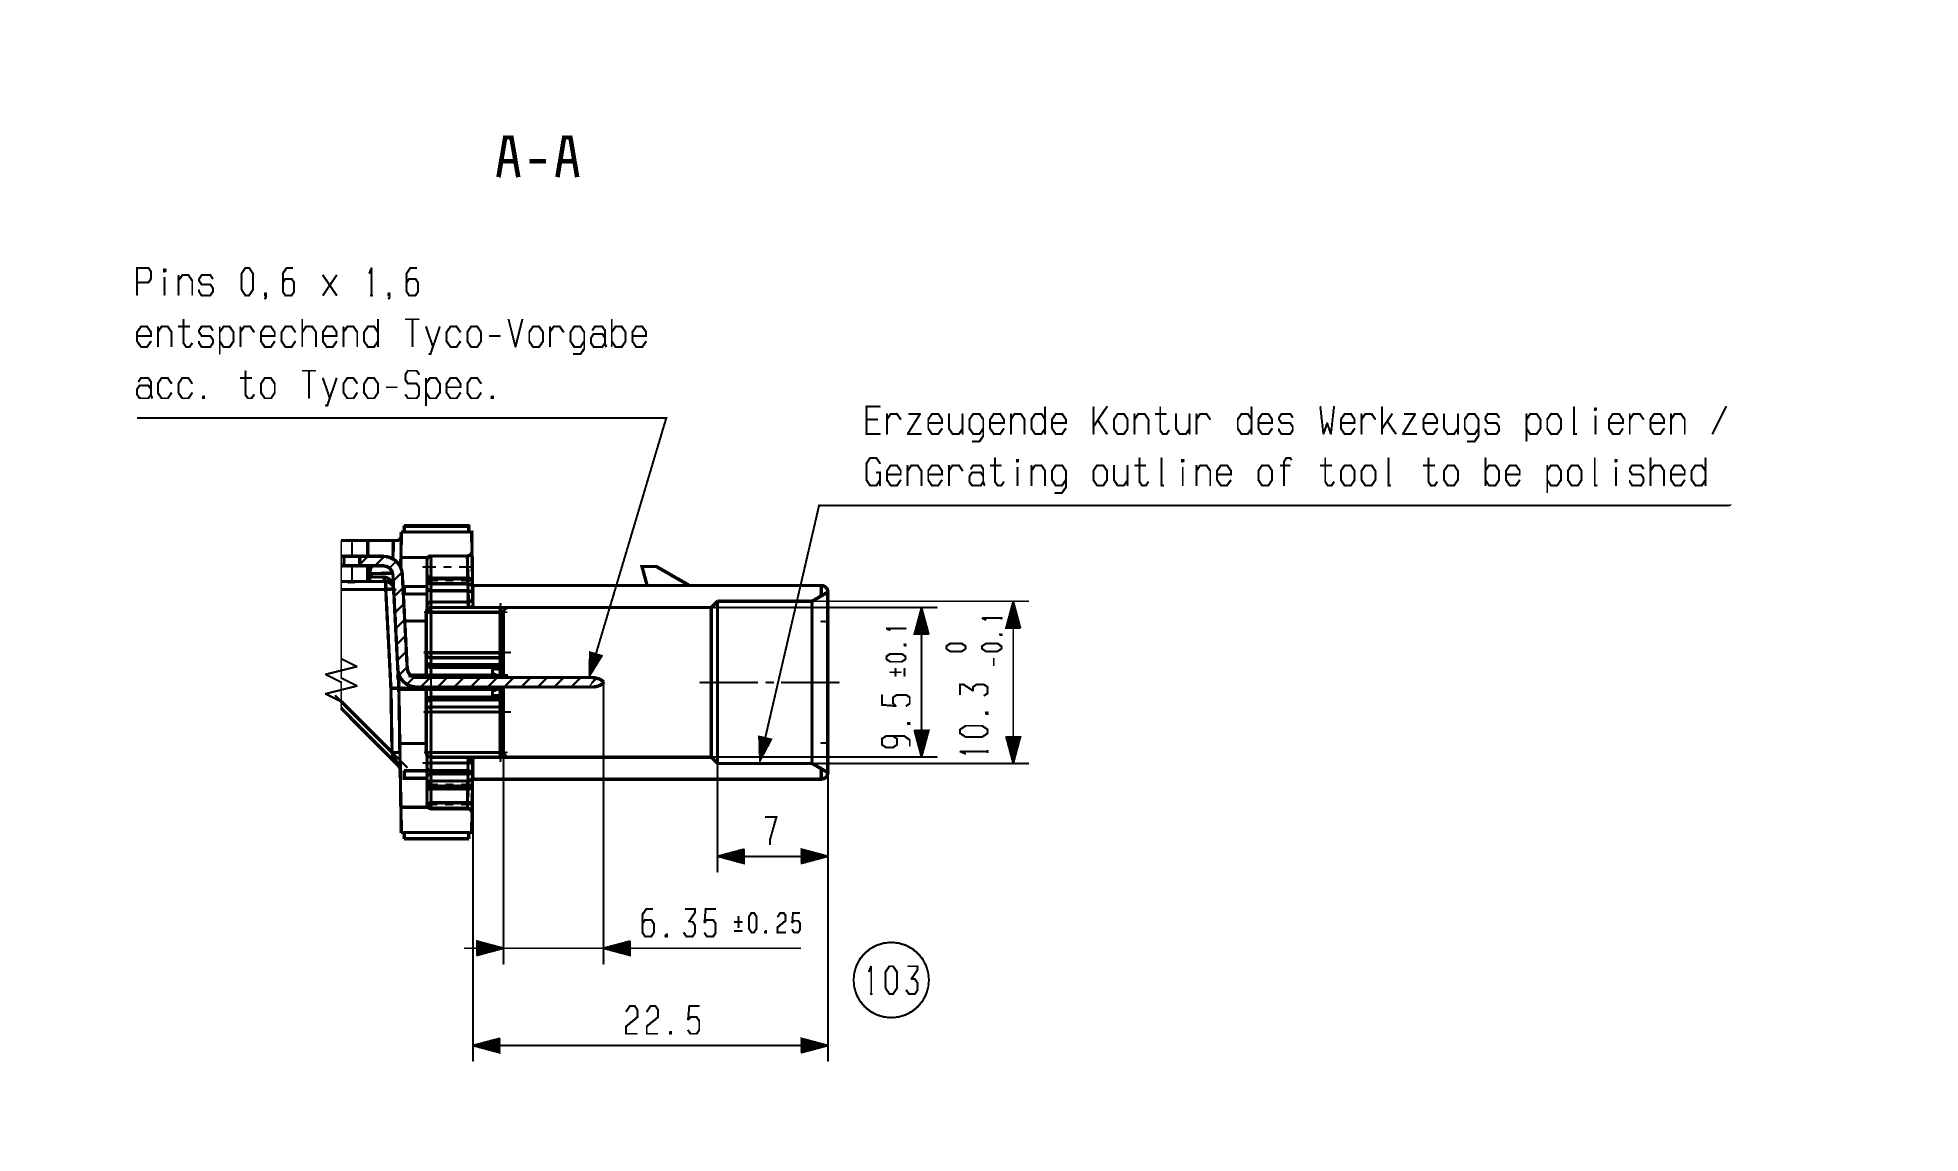 A-A
Pins 0,6 x 1,6
entsprechend Tyco-Vorgabe
acc. to Tyco-Spec.
Erzeugende Kontur des Werkzeugs polieren /
Generating outline of tool to be polished
9.5 ±0.1
10.3 0 -0.1
7
6.35 ±0.25
103
22.5